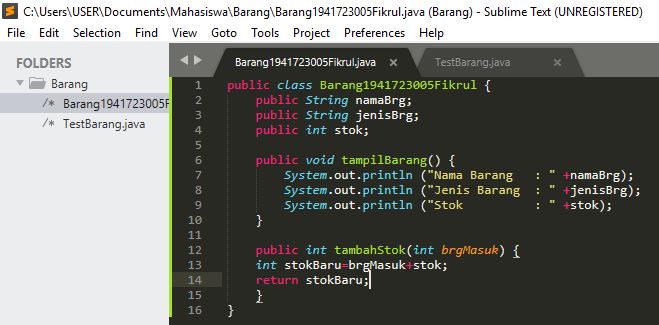 C:\Users\USER\Documents\Mahasiswa\Barang\Barang1941723005Fikrul.java (Barang) - Sublime Text (UNREGISTERED)
File Edit Selection Find View Goto Tools Project Preferences Help
FOLDERS
Barang
/* Barang1941723005F
/* TestBarang.java
Barang1941723005Fikrul.java × TestBarang.java ×
1 public class Barang1941723005Fikrul {
2     public String namaBrg;
3     public String jenisBrg;
4     public int stok;
5
6     public void tampilBarang() {
7         System.out.println ("Nama Barang   : " +namaBrg);
8         System.out.println ("Jenis Barang  : " +jenisBrg);
9         System.out.println ("Stok          : " +stok);
10     }
11
12     public int tambahStok(int brgMasuk) {
13     int stokBaru=brgMasuk+stok;
14     return stokBaru;
15     }
16 }